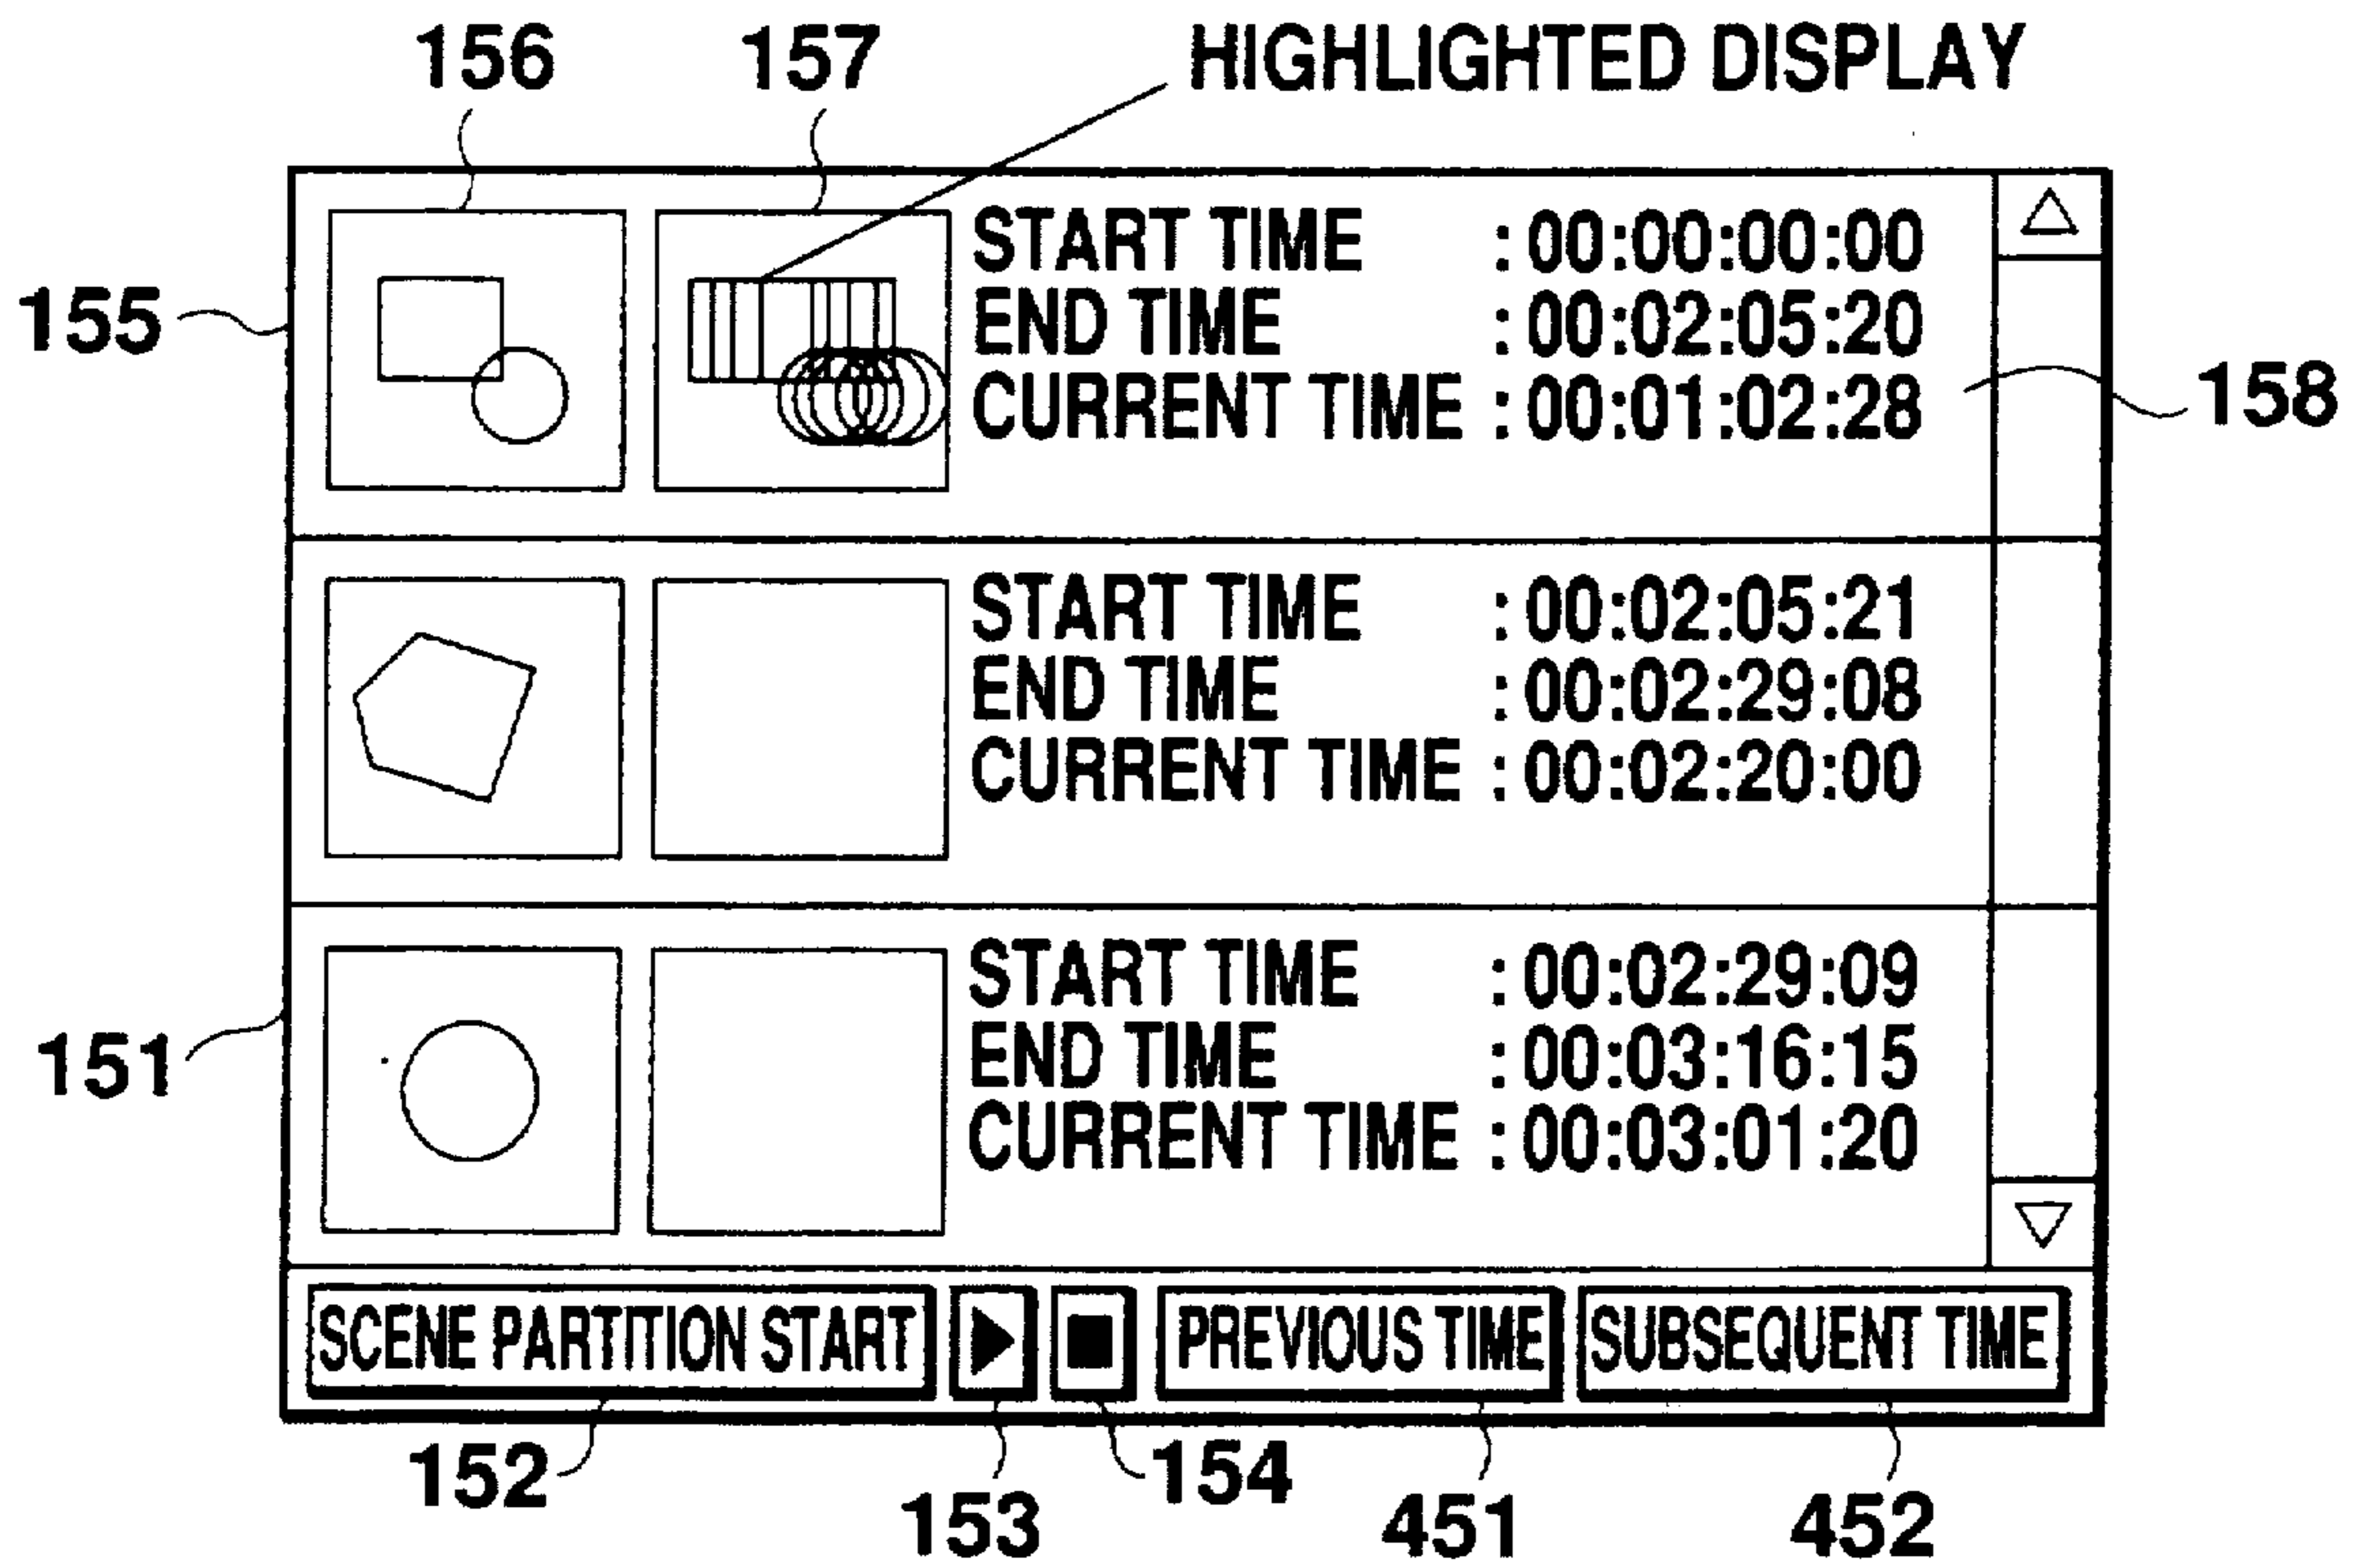 156 157 HIGHLIGHTED DISPLAY
START TIME : 00:00:00:00
155 END TIME : 00:02:05:20
CURRENT TIME : 00:01:02:28 158
START TIME : 00:02:05:21
END TIME : 00:02:29:08
CURRENT TIME : 00:02:20:00
START TIME : 00:02:29:09
151 END TIME : 00:03:16:15
CURRENT TIME : 00:03:01:20
SCENE PARTITION START PREVIOUS TIME SUBSEQUENT TIME
152 153 154 451 452